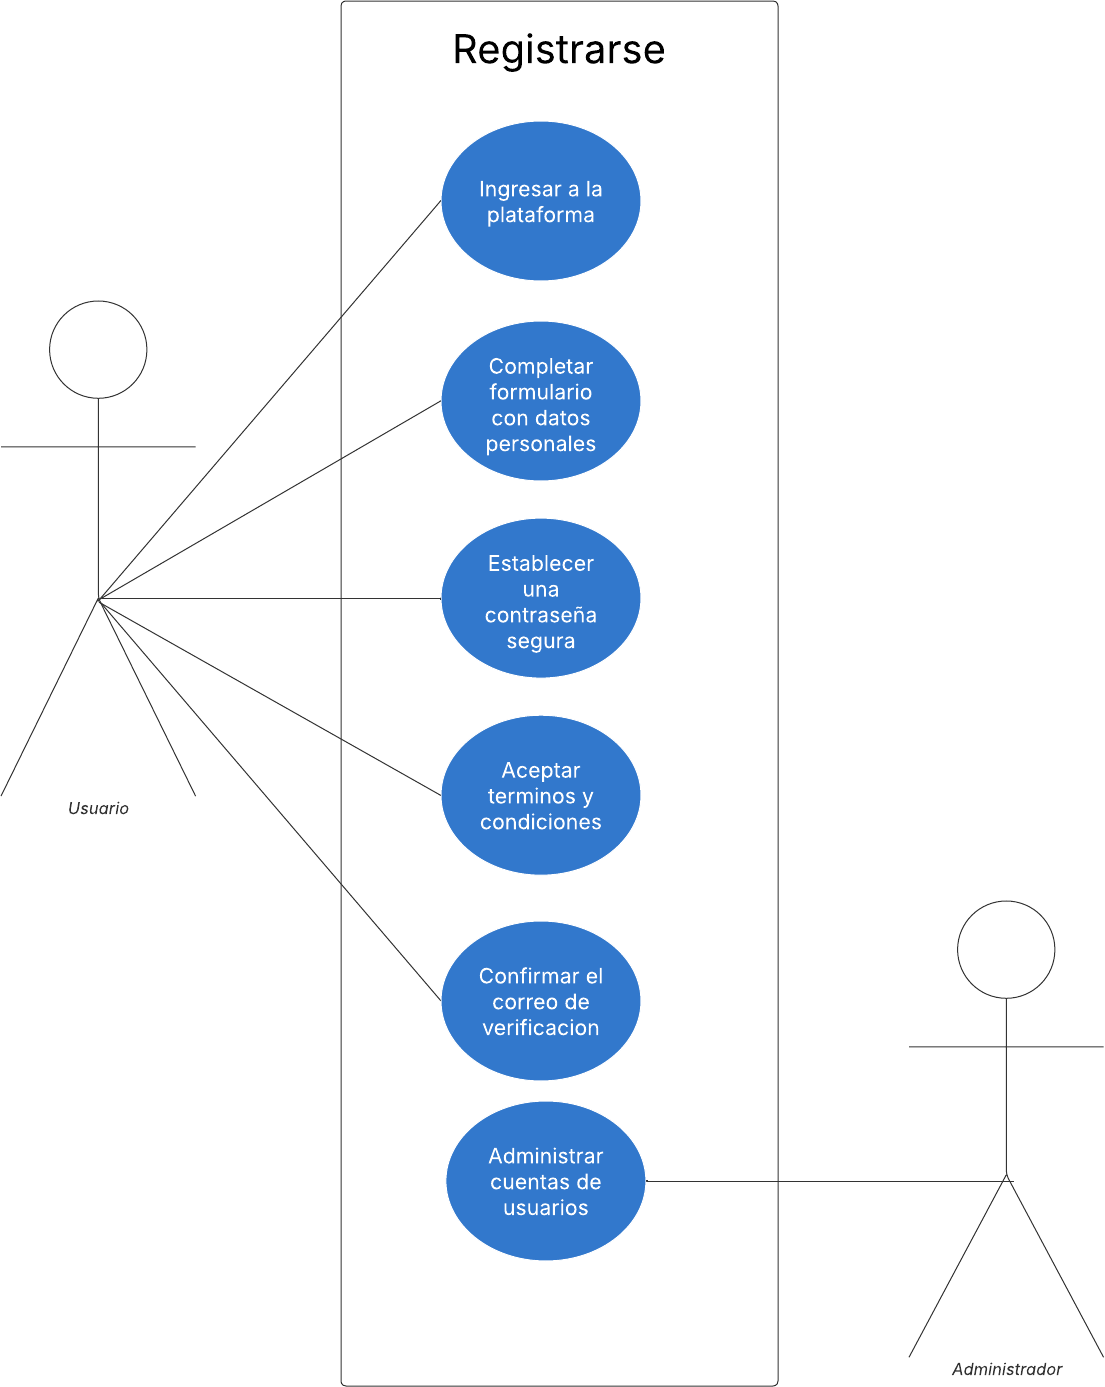 Registrarse
Ingresar a la
plataforma
Completar
formulario
con datos
personales
Establecer
una
contraseña
segura
Aceptar
terminos y
condiciones
Usuario
Confirmar el
correo de
verificacion
Administrar
cuentas de
usuarios
Administrador